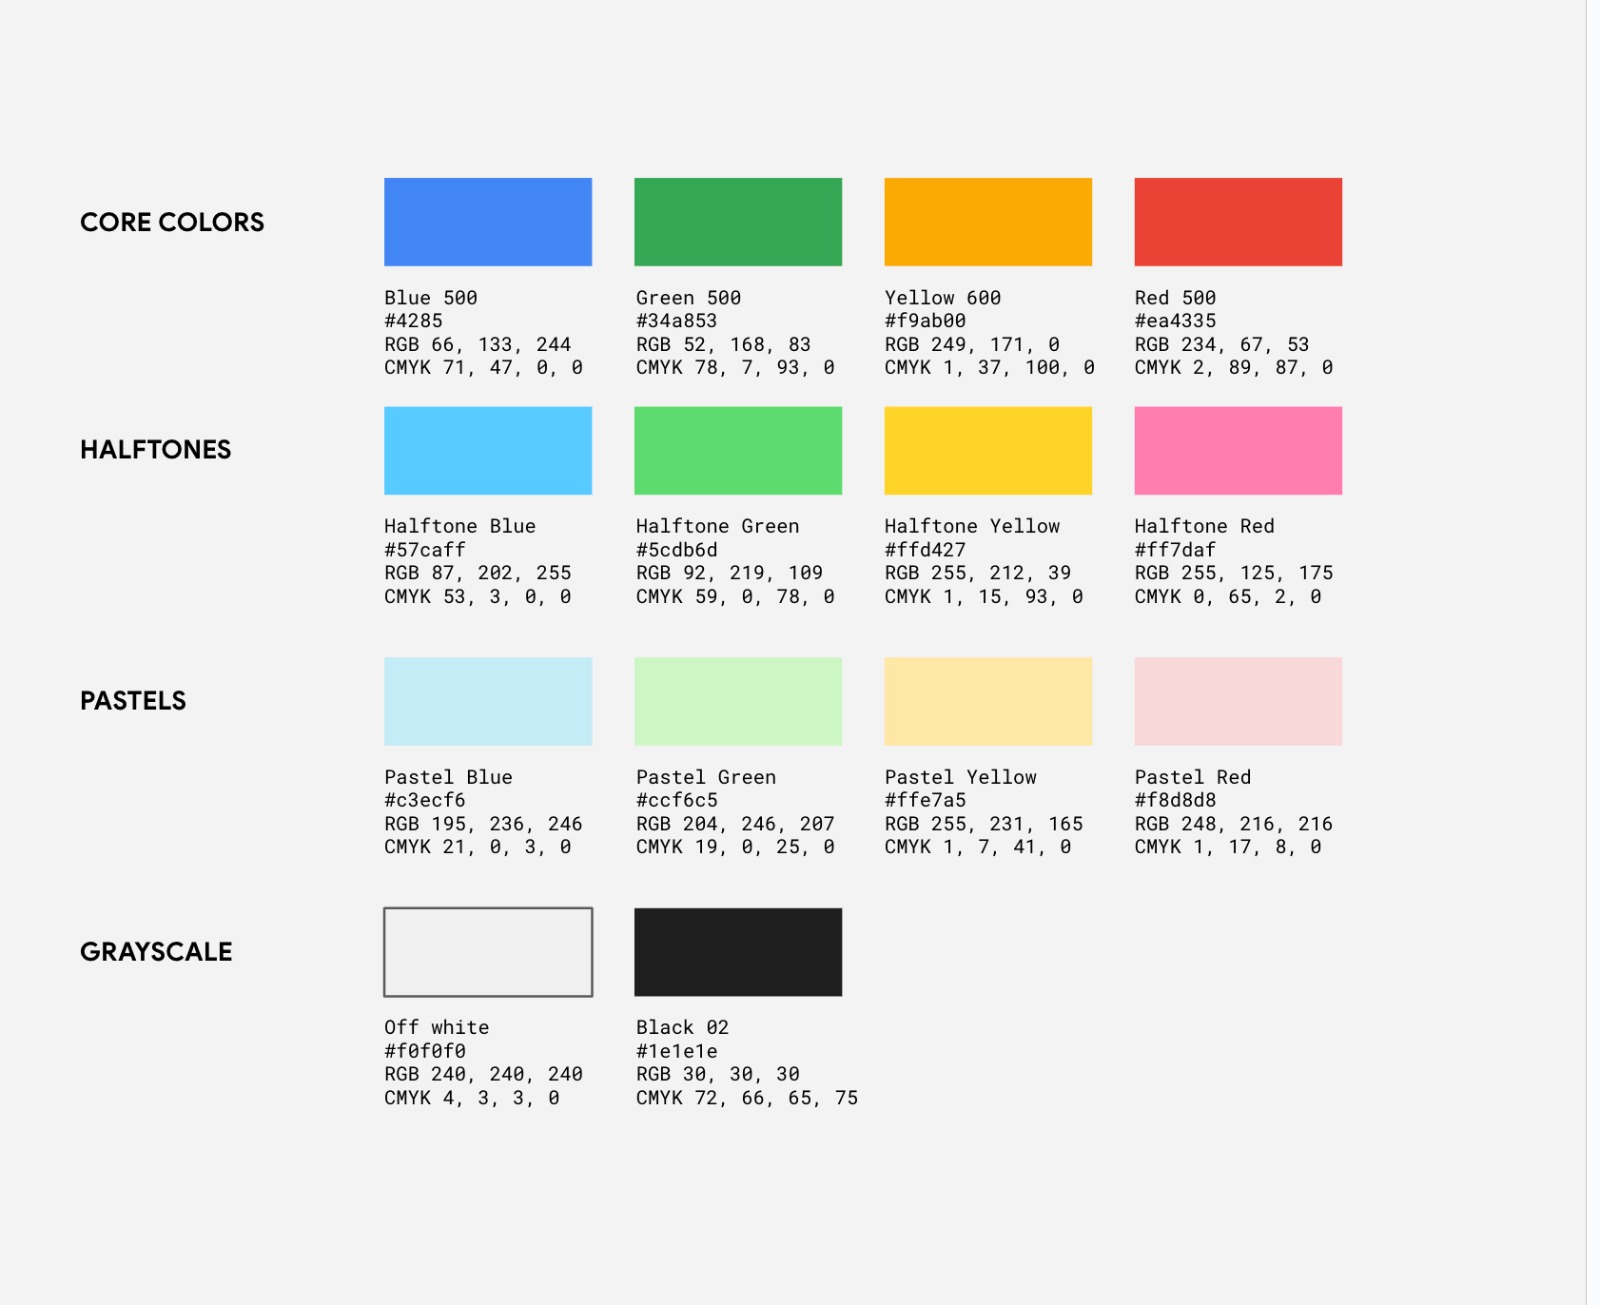 CORE COLORS
Blue 500
#4285
RGB 66, 133, 244
CMYK 71, 47, 0, 0
Green 500
#34a853
RGB 52, 168, 83
CMYK 78, 7, 93, 0
Yellow 600
#f9ab00
RGB 249, 171, 0
CMYK 1, 37, 100, 0
Red 500
#ea4335
RGB 234, 67, 53
CMYK 2, 89, 87, 0
HALFTONES
Halftone Blue
#57caff
RGB 87, 202, 255
CMYK 53, 3, 0, 0
Halftone Green
#5cdb6d
RGB 92, 219, 109
CMYK 59, 0, 78, 0
Halftone Yellow
#ffd427
RGB 255, 212, 39
CMYK 1, 15, 93, 0
Halftone Red
#ff7daf
RGB 255, 125, 175
CMYK 0, 65, 2, 0
PASTELS
Pastel Blue
#c3ecf6
RGB 195, 236, 246
CMYK 21, 0, 3, 0
Pastel Green
#ccf6c5
RGB 204, 246, 207
CMYK 19, 0, 25, 0
Pastel Yellow
#ffe7a5
RGB 255, 231, 165
CMYK 1, 7, 41, 0
Pastel Red
#f8d8d8
RGB 248, 216, 216
CMYK 1, 17, 8, 0
GRAYSCALE
Off white
#f0f0f0
RGB 240, 240, 240
CMYK 4, 3, 3, 0
Black 02
#1e1e1e
RGB 30, 30, 30
CMYK 72, 66, 65, 75